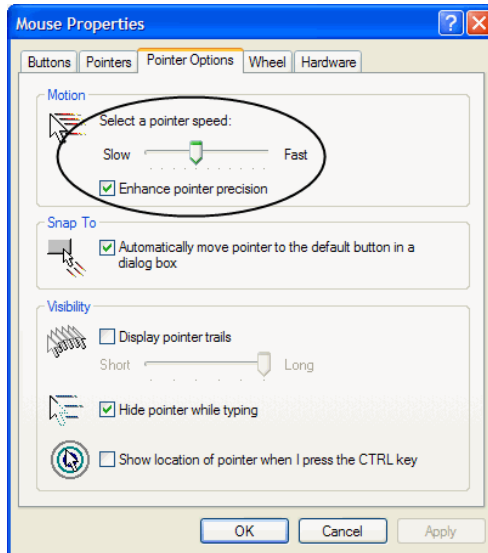 Mouse Properties
Buttons Pointers Pointer Options Wheel Hardware
Motion
Select a pointer speed:
Slow Fast
Enhance pointer precision
Snap To
Automatically move pointer to the default button in a
dialog box
Visibility
Display pointer trails
Short Long
Hide pointer while typing
Show location of pointer when I press the CTRL key
OK Cancel Apply